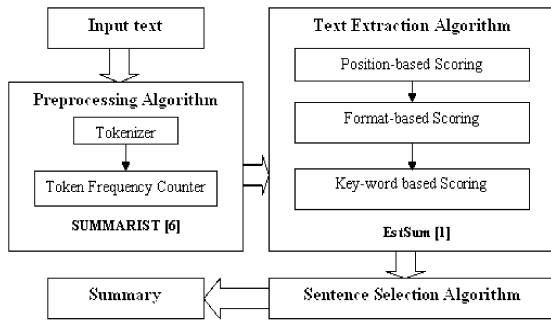 Input text
Preprocessing Algorithm
Tokenizer
Token Frequency Counter
SUMMARIST [6]
Text Extraction Algorithm
Position-based Scoring
Format-based Scoring
Key-word based Scoring
EstSum [1]
Sentence Selection Algorithm
Summary